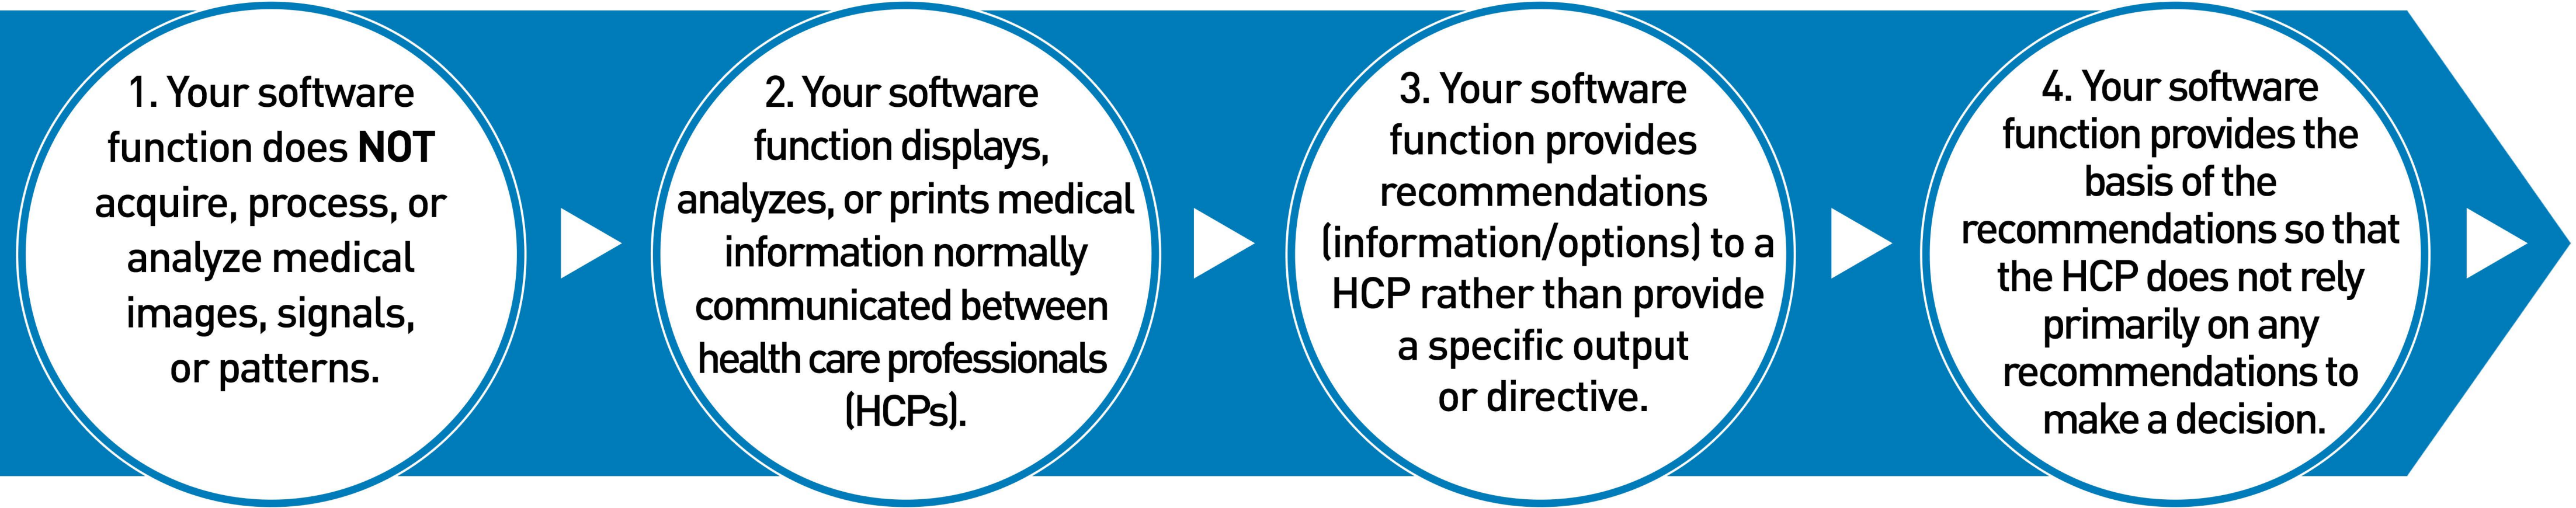 1. Your software
function does NOT
acquire, process, or
analyze medical
images, signals,
or patterns.
2. Your software
function displays,
analyzes, or prints medical
information normally
communicated between
health care professionals
(HCPs).
3. Your software
function provides
recommendations
(information/options) to a
HCP rather than provide
a specific output
or directive.
4. Your software
function provides the
basis of the
recommendations so that
the HCP does not rely
primarily on any
recommendations to
make a decision.